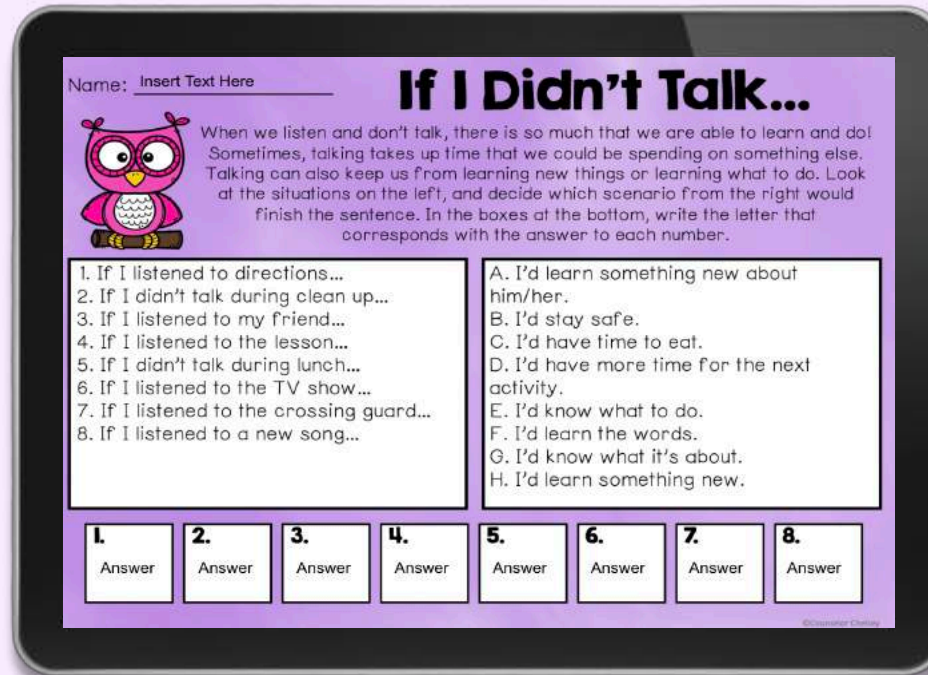 Name: Insert Text Here
If I Didn't Talk...
When we listen and don't talk, there is so much that we are able to learn and do!
Sometimes, talking takes up time that we could be spending on something else.
Talking can also keep us from learning new things or learning what to do. Look
at the situations on the left, and decide which scenario from the right would
finish the sentence. In the boxes at the bottom, write the letter that
corresponds with the answer to each number.
1. If I listened to directions...
2. If I didn't talk during clean up...
3. If I listened to my friend...
4. If I listened to the lesson...
5. If I didn't talk during lunch...
6. If I listened to the TV show...
7. If I listened to the crossing guard...
8. If I listened to a new song...
A. I'd learn something new about
him/her.
B. I'd stay safe.
C. I'd have time to eat.
D. I'd have more time for the next
activity.
E. I'd know what to do.
F. I'd learn the words.
G. I'd know what it's about.
H. I'd learn something new.
1. 2. 3. 4. 5. 6. 7. 8.
Answer Answer Answer Answer Answer Answer Answer Answer
©Counselor Chelsey